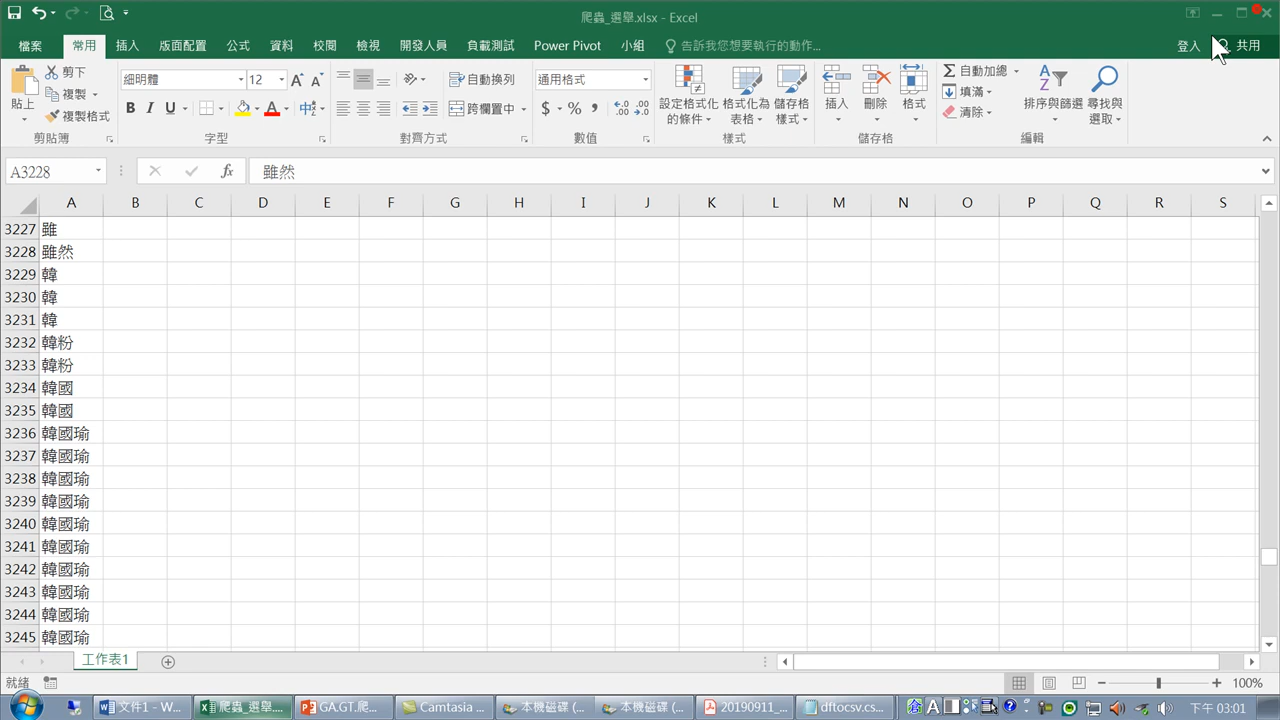 爬蟲_選舉.xlsx - Excel
檔案 常用 插入 版面配置 公式 資料 校閱 檢視 開發人員 負載測試 Power Pivot 小組 告訴我您想要執行的動作... 登入 共用
貼上 剪下 複製 複製格式 剪貼簿
細明體 12 字型
自動換列 跨欄置中 對齊方式
通用格式 $ % , 數值
設定格式化的條件 格式化為表格 儲存格樣式 樣式
插入 刪除 格式 儲存格
自動加總 填滿 清除 排序與篩選 尋找與選取 編輯
A3228 fx 雖然
A B C D E F G H I J K L M N O P Q R S
3227 雖
3228 雖然
3229 韓
3230 韓
3231 韓
3232 韓粉
3233 韓粉
3234 韓國
3235 韓國
3236 韓國瑜
3237 韓國瑜
3238 韓國瑜
3239 韓國瑜
3240 韓國瑜
3241 韓國瑜
3242 韓國瑜
3243 韓國瑜
3244 韓國瑜
3245 韓國瑜
工作表1
就緒 100%
文件1 - W... 爬蟲_選舉... GA.GT.爬... Camtasia ... 本機磁碟 (... 本機磁碟 (... 20190911_... dftocsv.cs... 下午 03:01